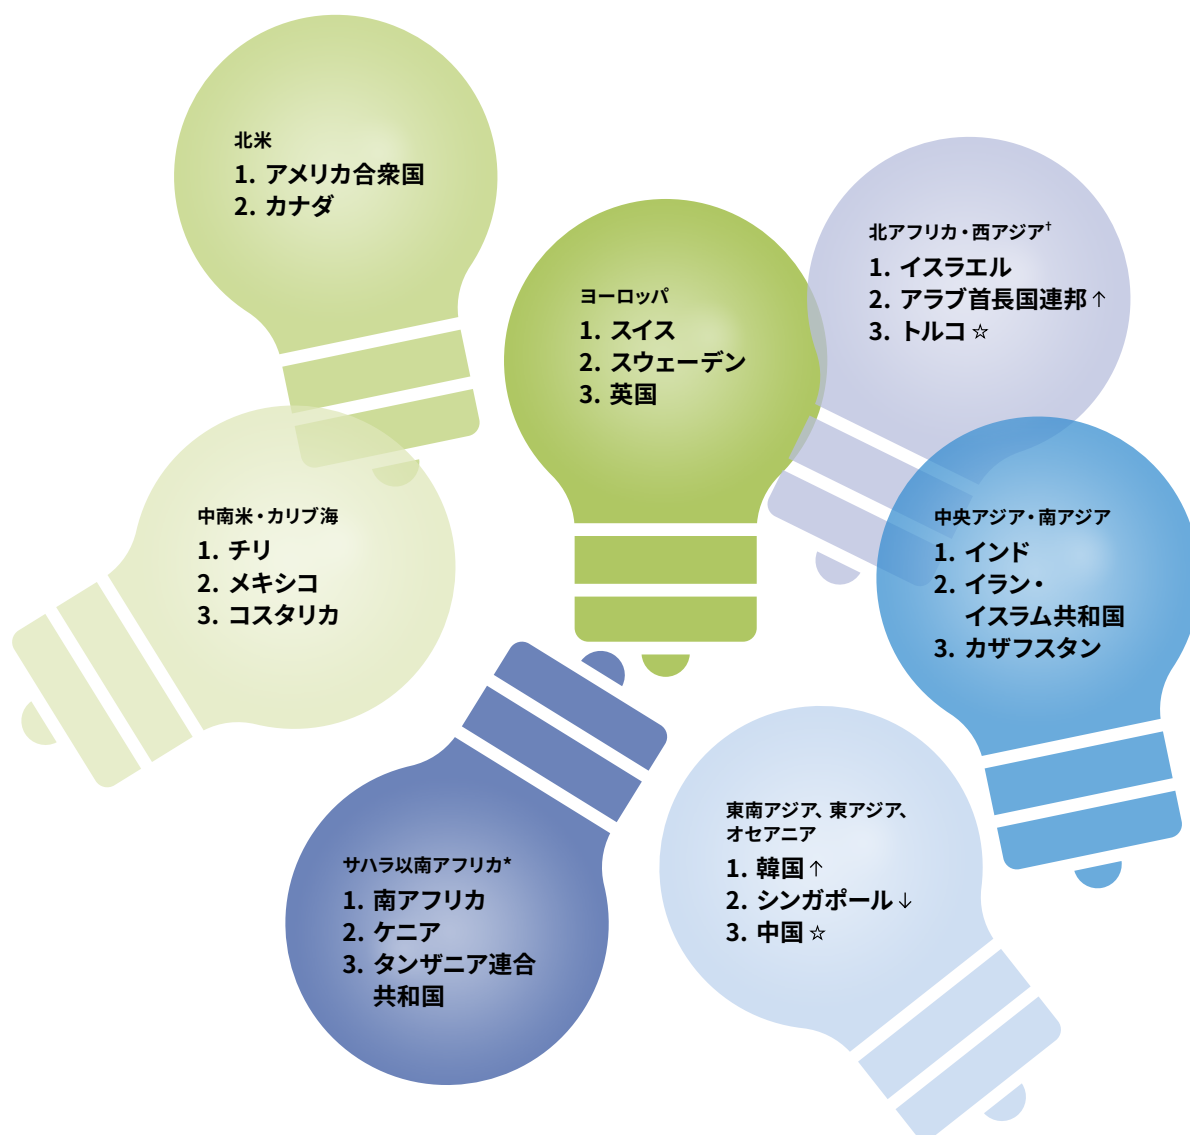 北米
1. アメリカ合衆国
2. カナダ
ヨーロッパ
1. スイス
2. スウェーデン
3. 英国
北アフリカ・西アジア†
1. イスラエル
2. アラブ首長国連邦↑
3. トルコ☆
中南米・カリブ海
1. チリ
2. メキシコ
3. コスタリカ
中央アジア・南アジア
1. インド
2. イラン・
イスラム共和国
3. カザフスタン
サハラ以南アフリカ*
1. 南アフリカ
2. ケニア
3. タンザニア連合
共和国
東南アジア、東アジア、
オセアニア
1. 韓国↑
2. シンガポール↓
3. 中国☆